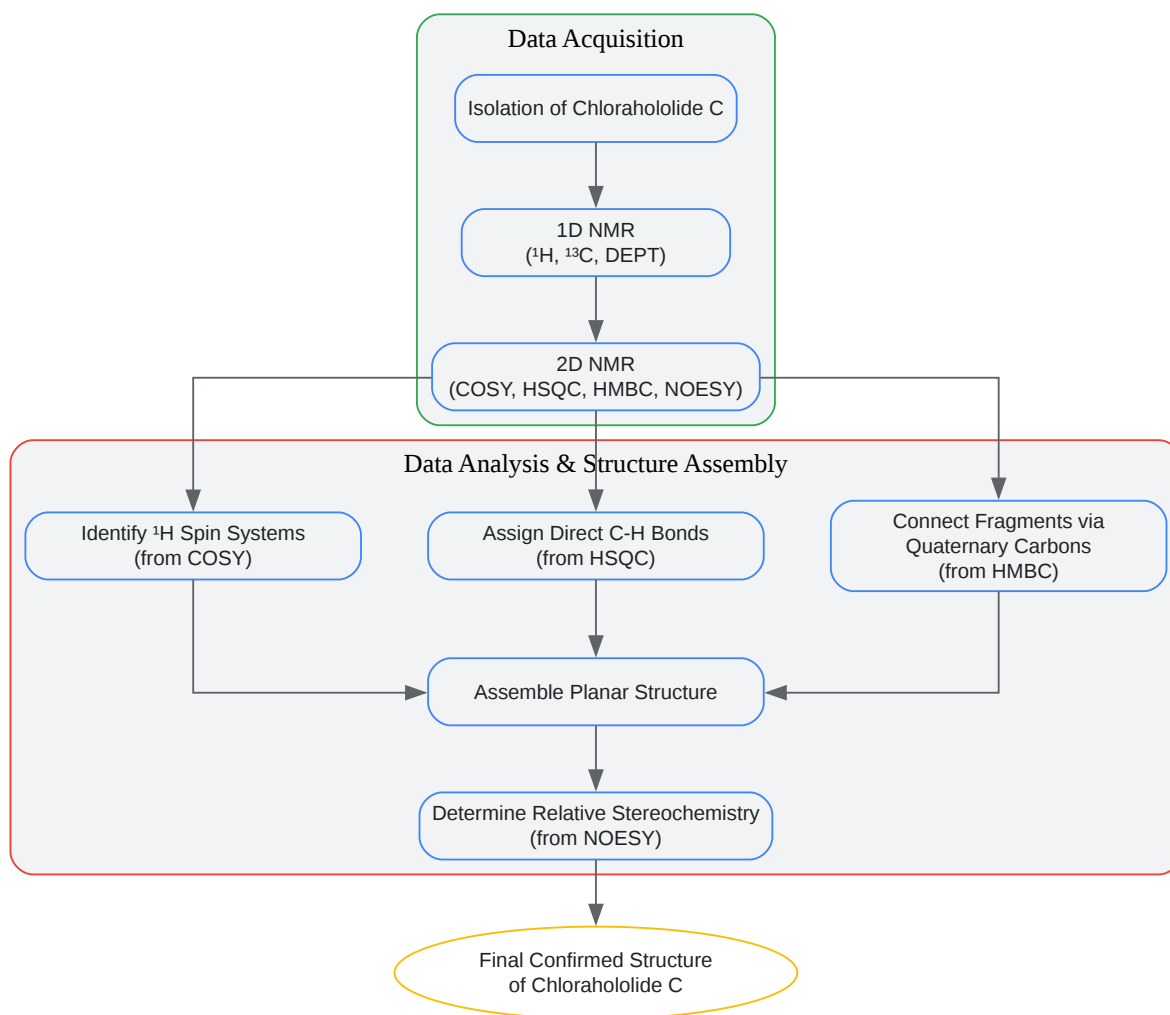 Data Acquisition
Isolation of Chlorahololide C
1D NMR
(¹H, ¹³C, DEPT)
2D NMR
(COSY, HSQC, HMBC, NOESY)
Data Analysis & Structure Assembly
Identify ¹H Spin Systems
(from COSY)
Assign Direct C-H Bonds
(from HSQC)
Connect Fragments via
Quaternary Carbons
(from HMBC)
Assemble Planar Structure
Determine Relative Stereochemistry
(from NOESY)
Final Confirmed Structure
of Chlorahololide C